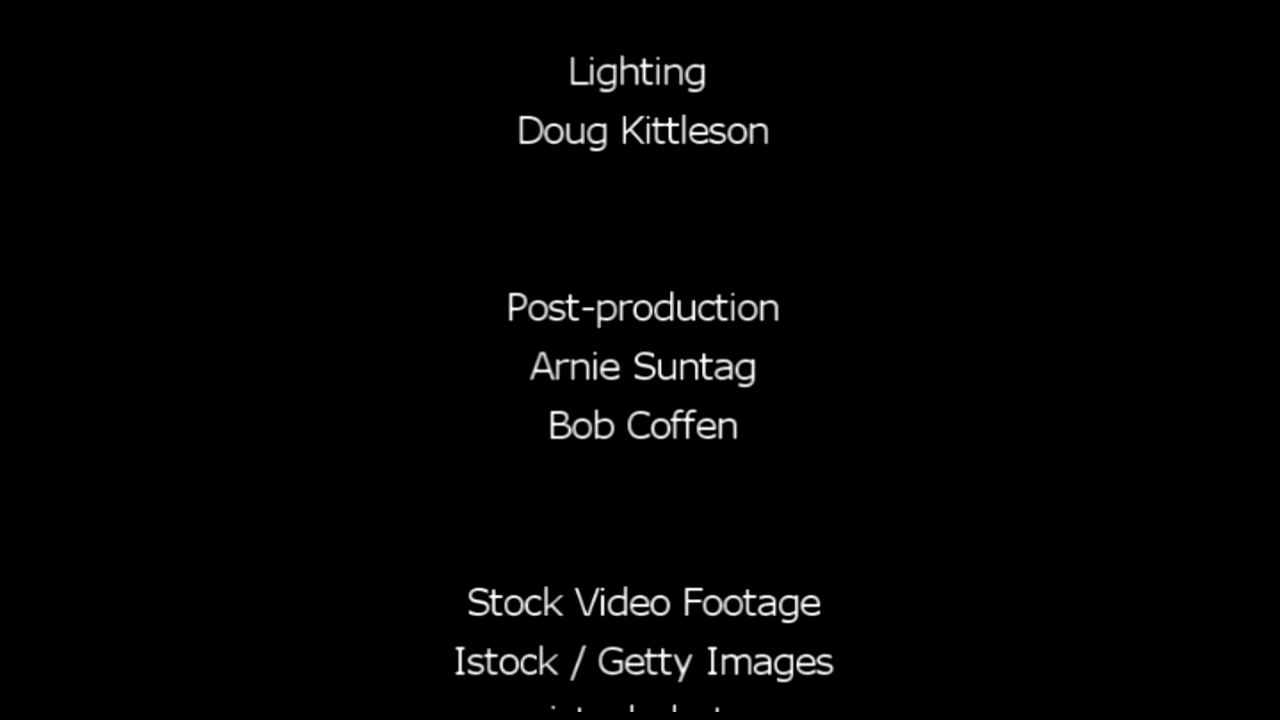 Lighting
Doug Kittleson
Post-production
Arnie Suntag
Bob Coffen
Stock Video Footage
Istock / Getty Images